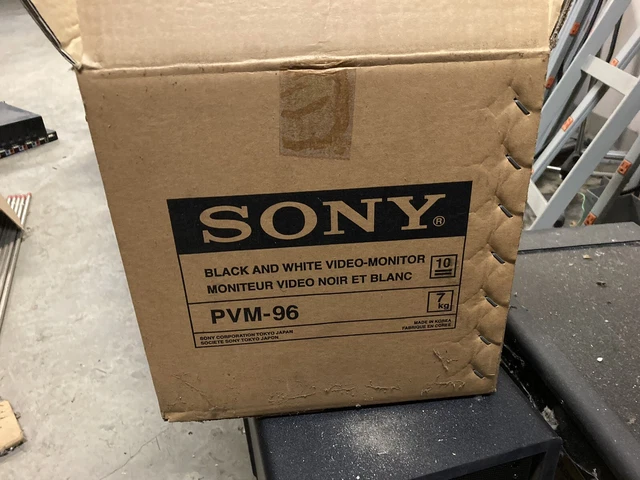 SONY®
BLACK AND WHITE VIDEO-MONITOR
MONITEUR VIDEO NOIR ET BLANC
10
PVM-96
7
kg
SONY CORPORATION TOKYO JAPAN
SOCIETE SONY TOKYO JAPON
MADE IN KOREA
FABRIQUE EN COREE